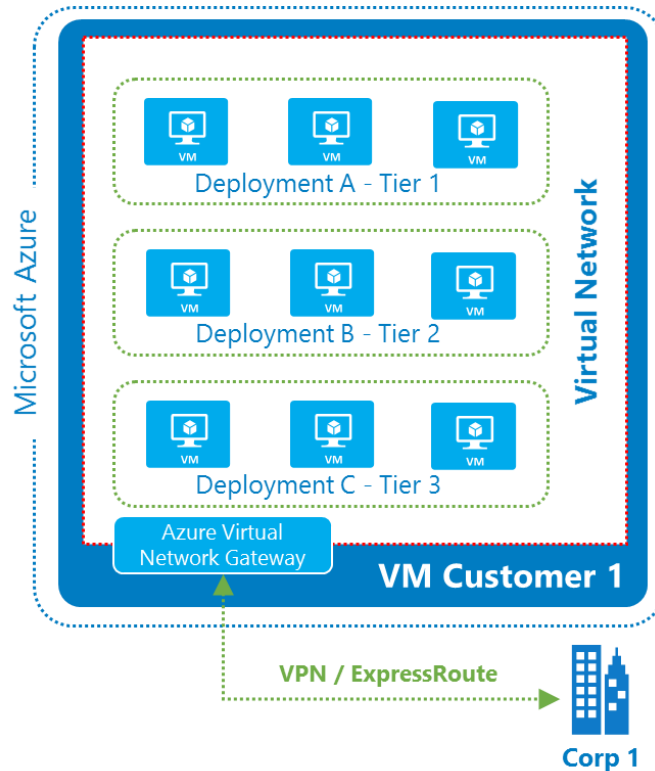 Microsoft Azure
VM
VM
VM
Deployment A - Tier 1
VM
VM
VM
Deployment B - Tier 2
VM
VM
VM
Deployment C - Tier 3
Virtual Network
Azure Virtual
Network Gateway
VM Customer 1
VPN / ExpressRoute
Corp 1